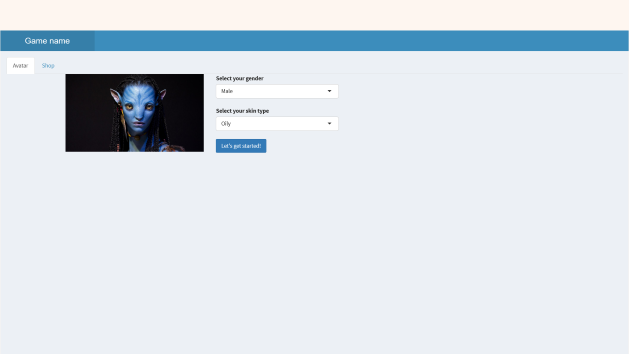 Game name
Avatar
Shop
Select your gender
Male
Select your skin type
Oily
Let's get started!